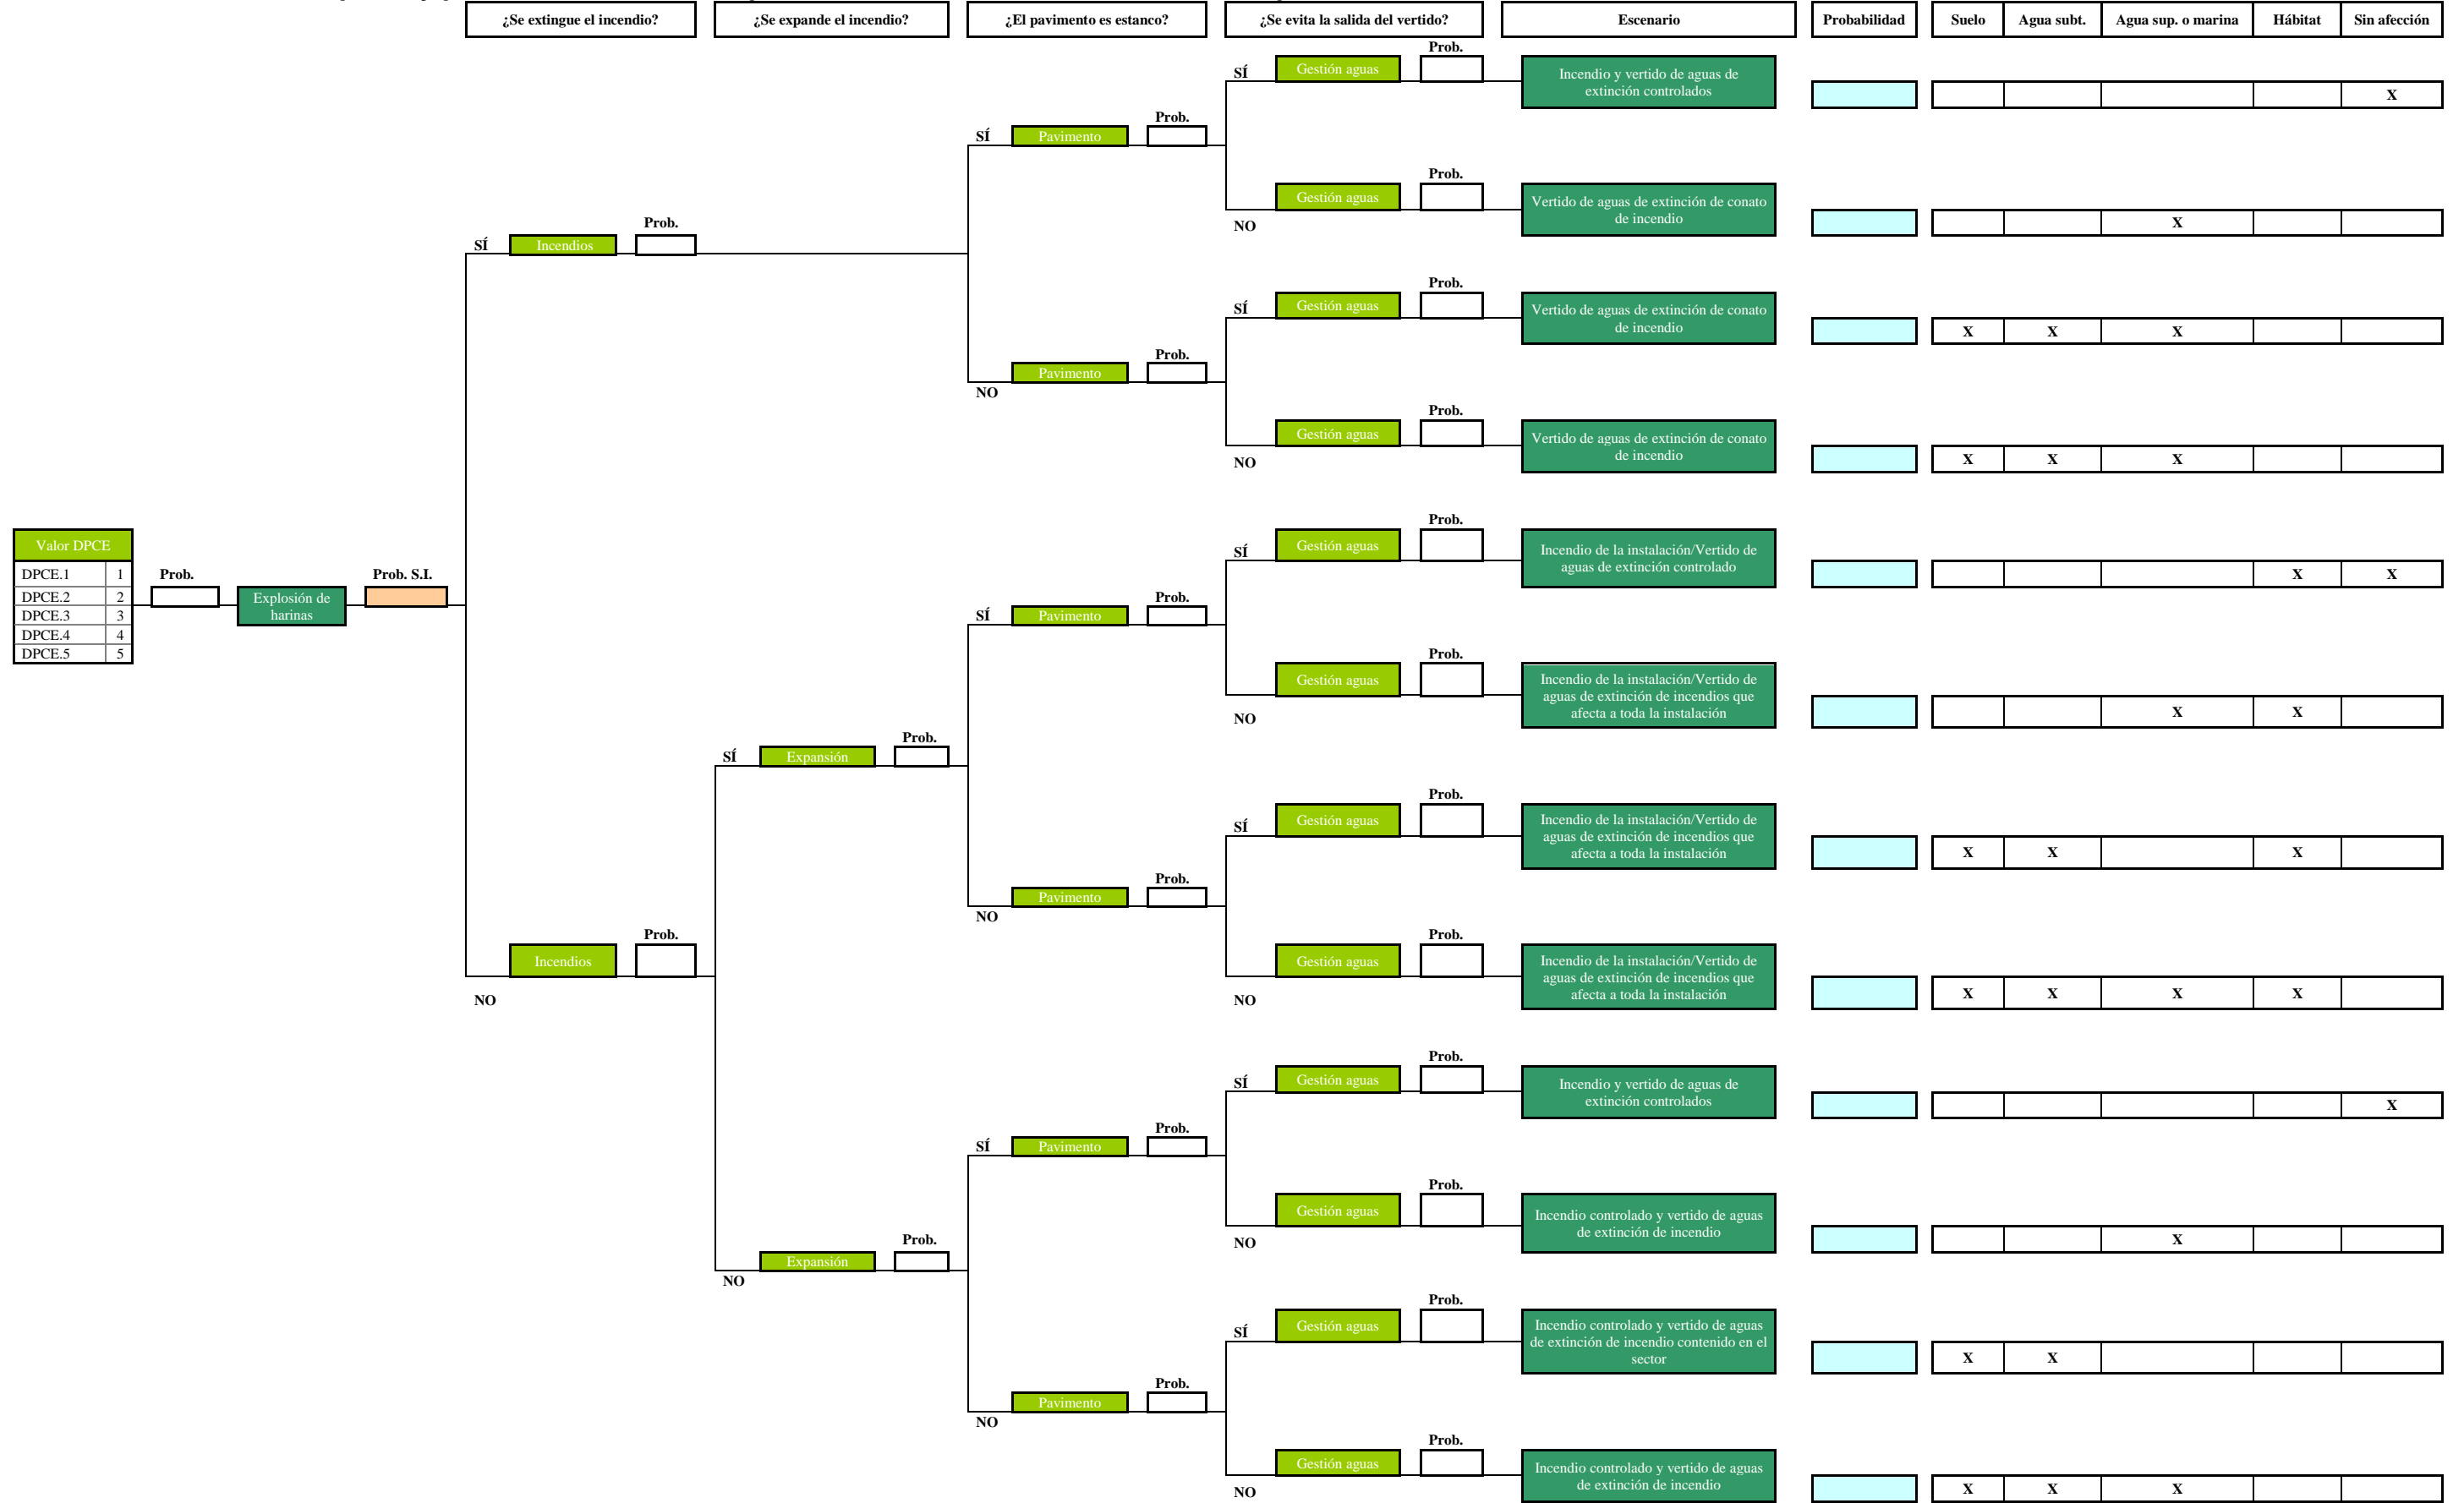 ¿Se extingue el incendio?
¿Se expande el incendio?
¿El pavimento es estanco?
¿Se evita la salida del vertido?
Escenario
Probabilidad
Suelo
Agua subt.
Agua sup. o marina
Hábitat
Sin afección
Prob.
SÍ
Gestión aguas
Incendio y vertido de aguas de
extinción controlados
X
Prob.
SÍ
Pavimento
Prob.
Gestión aguas
NO
Vertido de aguas de extinción de conato
de incendio
X
Prob.
SÍ
Incendios
Prob.
SÍ
Gestión aguas
Vertido de aguas de extinción de conato
de incendio
X
X
X
Prob.
Pavimento
NO
Prob.
Gestión aguas
NO
Vertido de aguas de extinción de conato
de incendio
X
X
X
Valor DPCE
DPCE.1 1
DPCE.2 2
DPCE.3 3
DPCE.4 4
DPCE.5 5
Prob.
Explosión de
harinas
Prob. S.I.
Prob.
SÍ
Gestión aguas
Incendio de la instalación/Vertido de
aguas de extinción controlado
X
X
Prob.
SÍ
Pavimento
Prob.
Gestión aguas
NO
Incendio de la instalación/Vertido de
aguas de extinción de incendios que
afecta a toda la instalación
X
X
Prob.
SÍ
Expansión
Prob.
SÍ
Gestión aguas
Incendio de la instalación/Vertido de
aguas de extinción de incendios que
afecta a toda la instalación
X
X
X
Prob.
Pavimento
NO
Prob.
Incendios
NO
Prob.
Gestión aguas
NO
Incendio de la instalación/Vertido de
aguas de extinción de incendios que
afecta a toda la instalación
X
X
X
X
Prob.
SÍ
Gestión aguas
Incendio y vertido de aguas de
extinción controlados
X
Prob.
SÍ
Pavimento
Prob.
Gestión aguas
NO
Incendio controlado y vertido de aguas
de extinción de incendio
X
Prob.
Expansión
NO
Prob.
SÍ
Gestión aguas
Incendio controlado y vertido de aguas
de extinción de incendio contenido en el
sector
X
X
Prob.
Pavimento
NO
Prob.
Gestión aguas
NO
Incendio controlado y vertido de aguas
de extinción de incendio
X
X
X